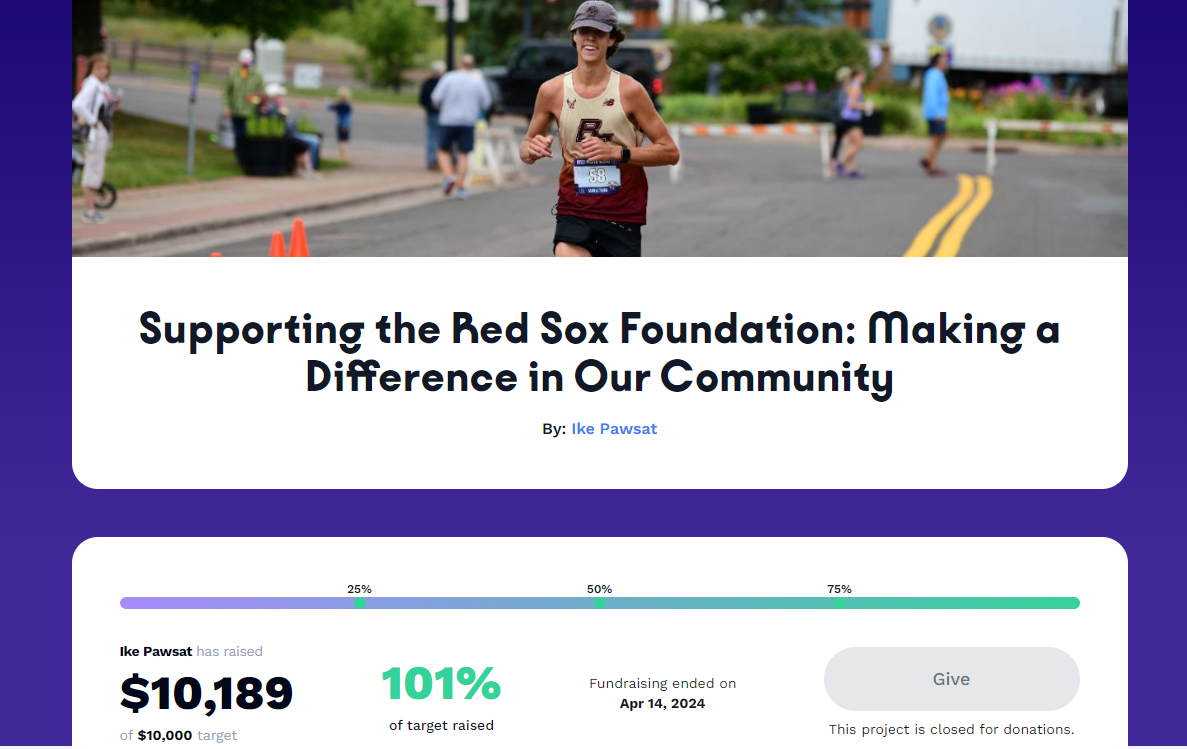 58
Supporting the Red Sox Foundation: Making a
Difference in Our Community
By: Ike Pawsat
25%
50%
75%
Ike Pawsat has raised
$10,189
of $10,000 target
101%
of target raised
Fundraising ended on
Apr 14, 2024
Give
This project is closed for donations.